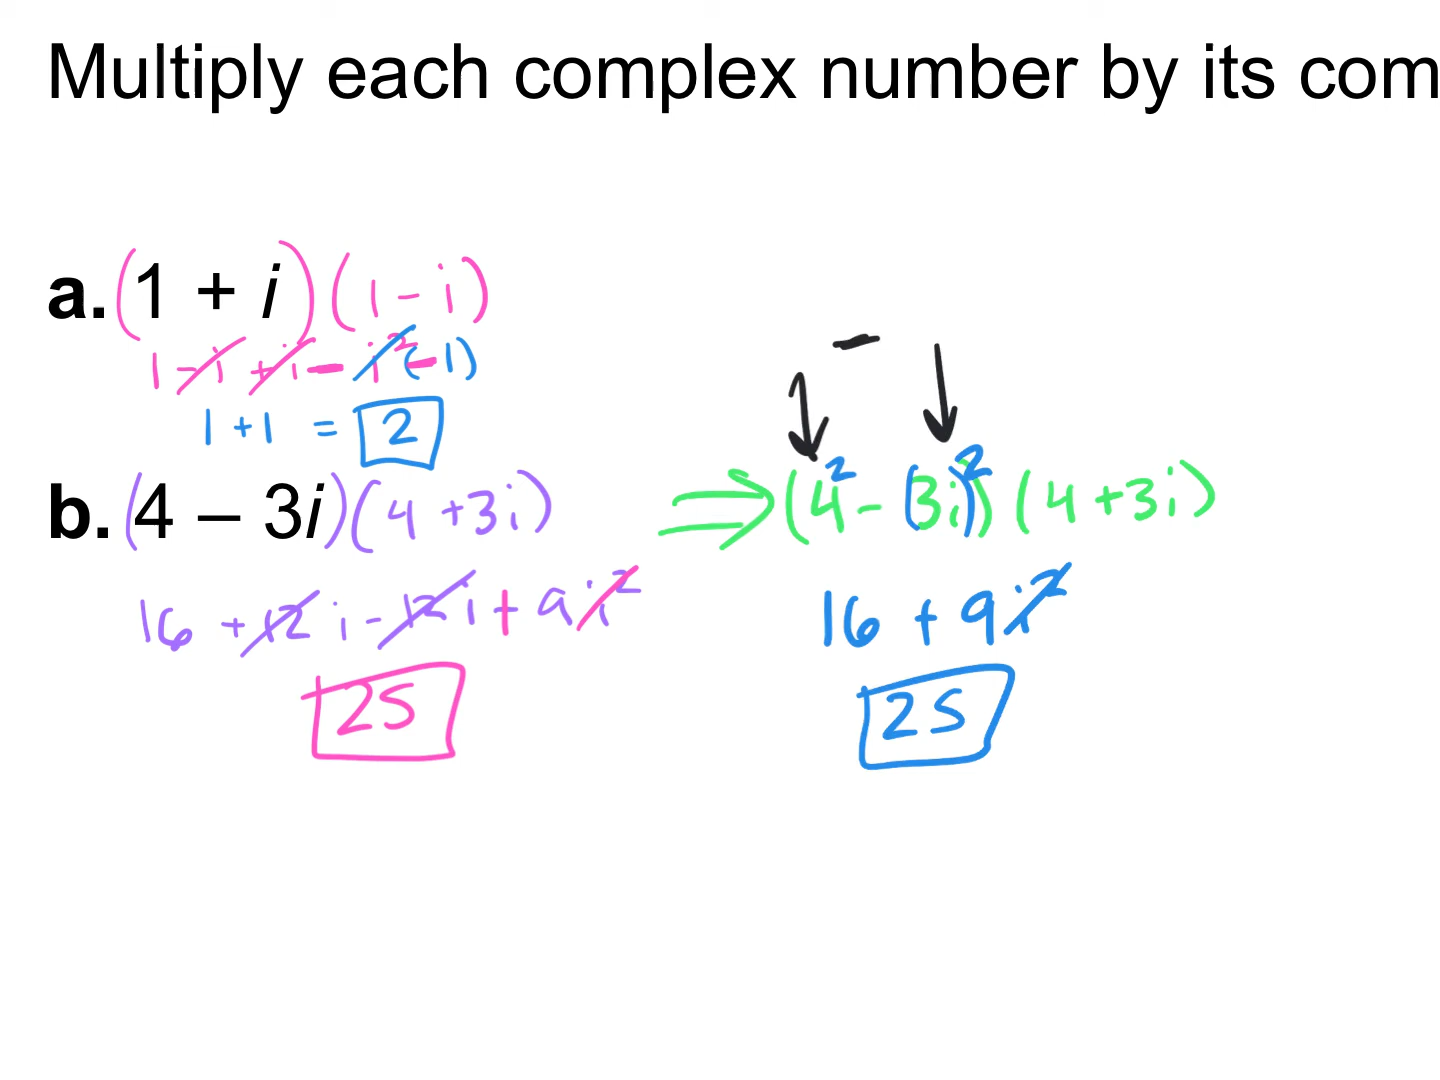 Multiply each complex number by its com
a. (1 + i)(1 - i)
1 - i + i - i² (-1)
1 + 1 = 2
b. (4 – 3i)(4 + 3i) ⇒ (4² - (3i)²)(4 + 3i)
16 + 12i - 12i + 9i² 16 + 9i²
25 25